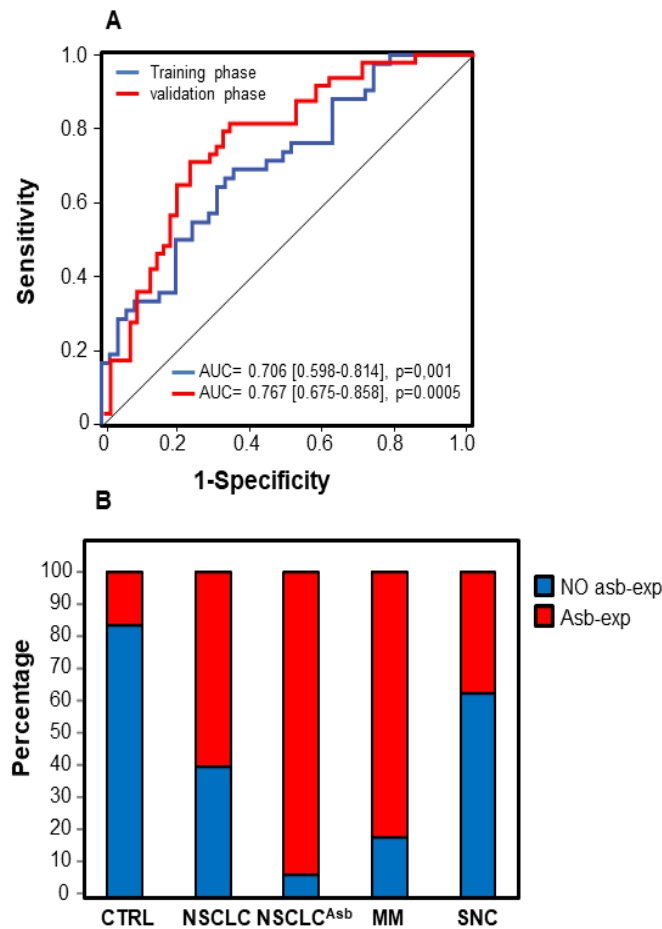 A
1.0
0.8
0.6
0.4
0.2
0
Sensitivity
Training phase
validation phase
AUC= 0.706 [0.598-0.814], p=0,001
AUC= 0.767 [0.675-0.858], p=0.0005
0 0.2 0.4 0.6 0.8 1.0
1-Specificity
B
100
90
80
70
60
50
40
30
20
10
0
Percentage
NO asb-exp
Asb-exp
CTRL NSCLC NSCLCAsb MM SNC